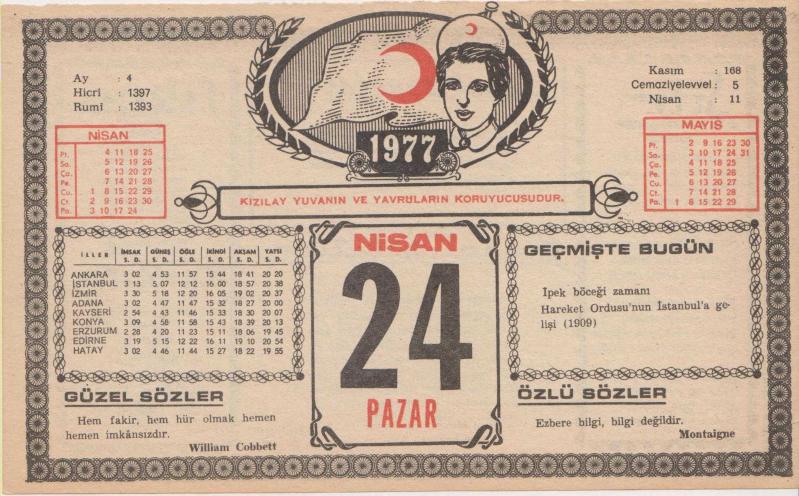 Ay : 4
Hicrî : 1397
Rumî : 1393
1977
Kasım : 168
Cemaziyelevvel : 5
Nisan : 11
NİSAN
Pt. 4 11 18 25
Sa. 5 12 19 26
Ça. 6 13 20 27
Pe. 7 14 21 28
Cu. 1 8 15 22 29
Ct. 2 9 16 23 30
Pa. 3 10 17 24
MAYIS
Pt. 2 9 16 23 30
Sa. 3 10 17 24 31
Ça. 4 11 18 25
Pe. 5 12 19 26
Cu. 6 13 20 27
Ct. 7 14 21 28
Pa. 1 8 15 22 29
KIZILAY YUVANIN VE YAVRULARIN KORUYUCUSUDUR.
İLLER İMSAK GÜNEŞ ÖĞLE İKİNDİ AKŞAM YATSI
S. D. S. D. S. D. S. D. S. D. S. D.
ANKARA 3 02 4 53 11 57 15 44 18 41 20 20
İSTANBUL 3 13 5 07 12 12 16 00 18 57 20 38
İZMİR 3 30 5 18 12 20 16 05 19 02 20 37
ADANA 3 02 4 47 11 47 15 32 18 27 20 00
KAYSERİ 2 54 4 43 11 46 15 33 18 30 20 07
KONYA 3 09 4 58 11 58 15 43 18 39 20 13
ERZURUM 2 28 4 20 11 23 15 11 18 06 19 45
EDİRNE 3 19 5 15 12 22 16 11 19 10 20 54
HATAY 3 02 4 46 11 44 15 27 18 22 19 55
NİSAN
24
PAZAR
GEÇMİŞTE BUGÜN
İpek böceği zamanı
Hareket Ordusu'nun İstanbul'a ge-
lişi (1909)
GÜZEL SÖZLER
Hem fakir, hem hür olmak hemen
hemen imkânsızdır.
William Cobbett
ÖZLÜ SÖZLER
Ezbere bilgi, bilgi değildir.
Montaigne